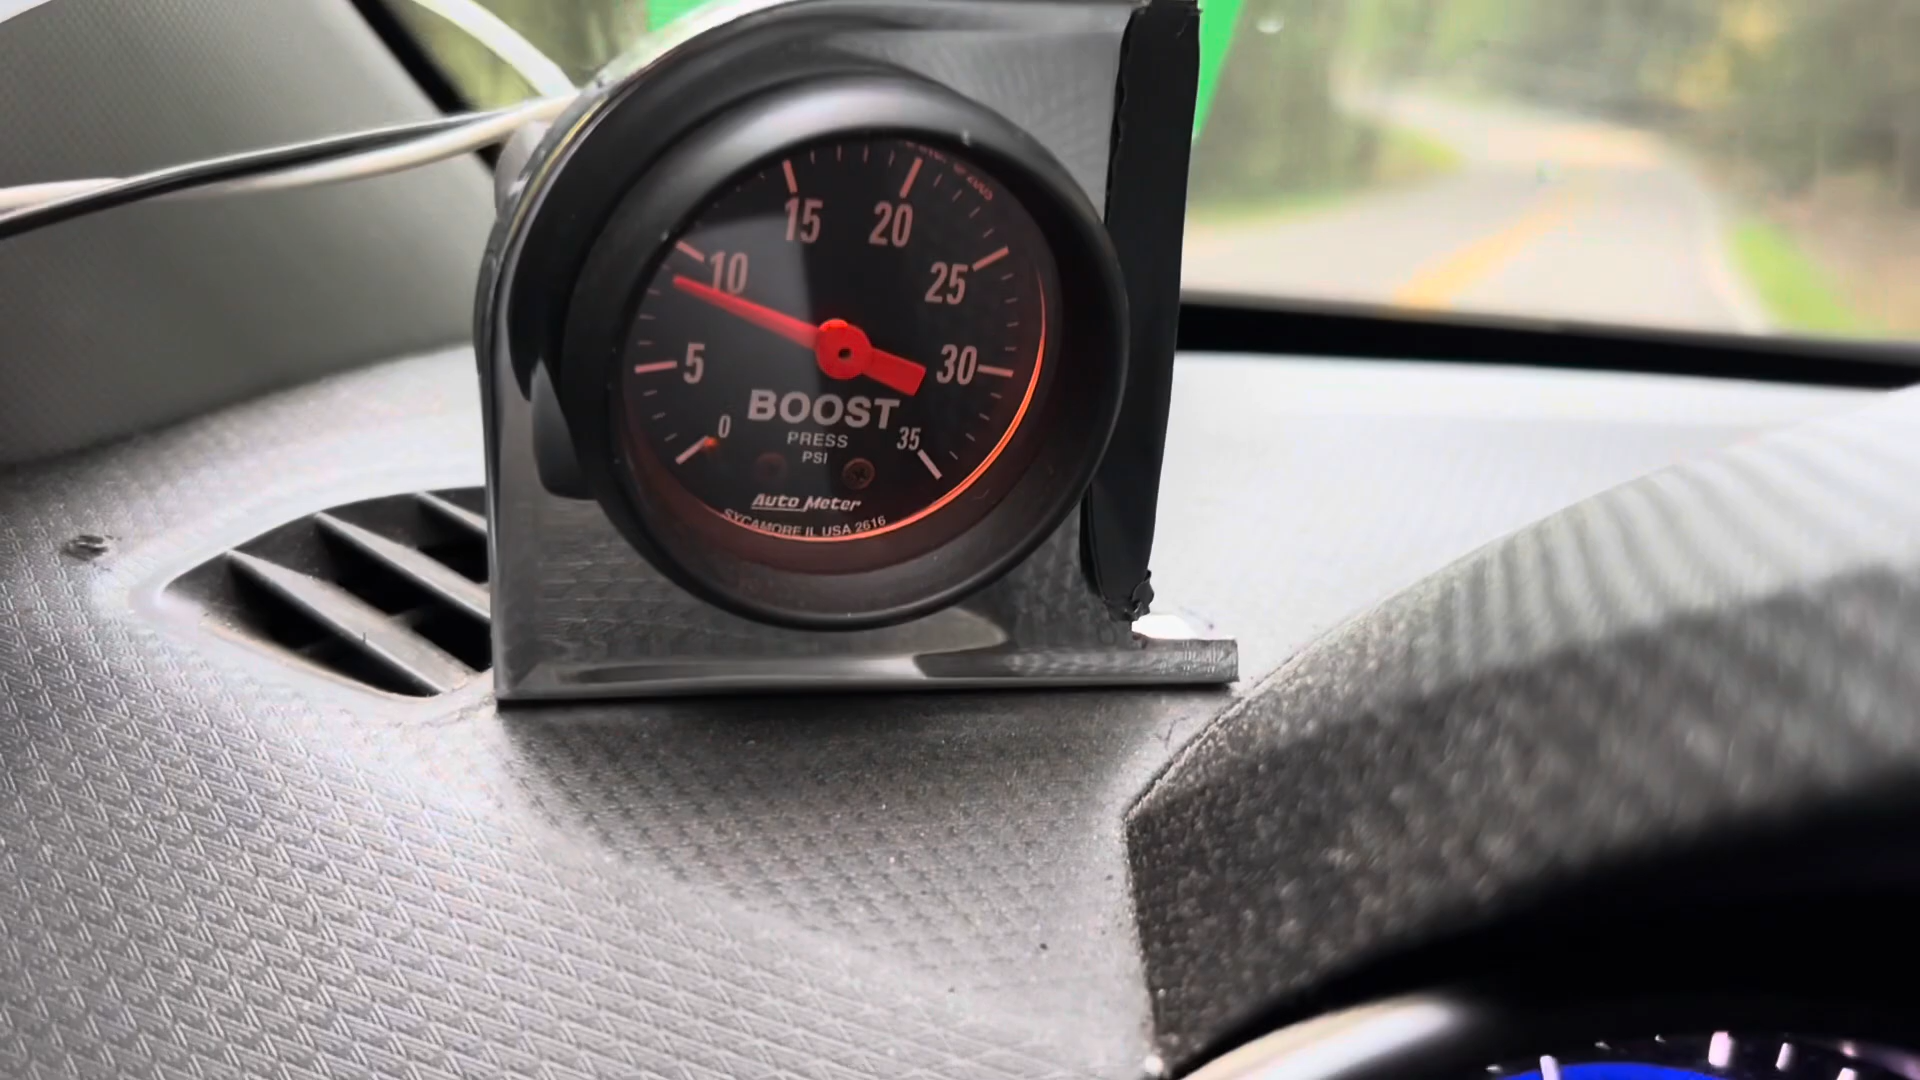 15 20
10 25
5 30
0 35
BOOST
PRESS
PSI
Auto Meter
SYCAMORE IL USA 2616